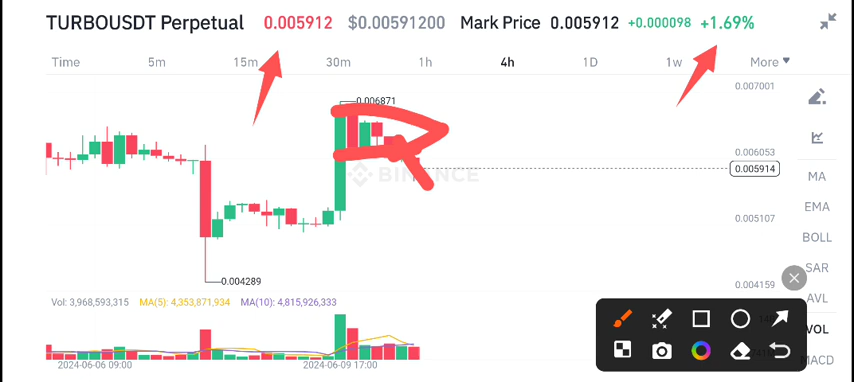 TURBOUSDT Perpetual 0.005912 $0.00591200 Mark Price 0.005912 +0.000098 +1.69%
Time 5m 15m 30m 1h 4h 1D 1w More
0.007001
0.006871
0.006053
0.005914
BINANCE
MA
EMA
0.005107
BOLL
SAR
0.004289
0.004159
AVL
Vol: 3,968,593,315 MA(5): 4,353,871,934 MA(10): 4,815,926,333
VOL
MACD
2024-06-06 09:00 2024-06-09 17:00